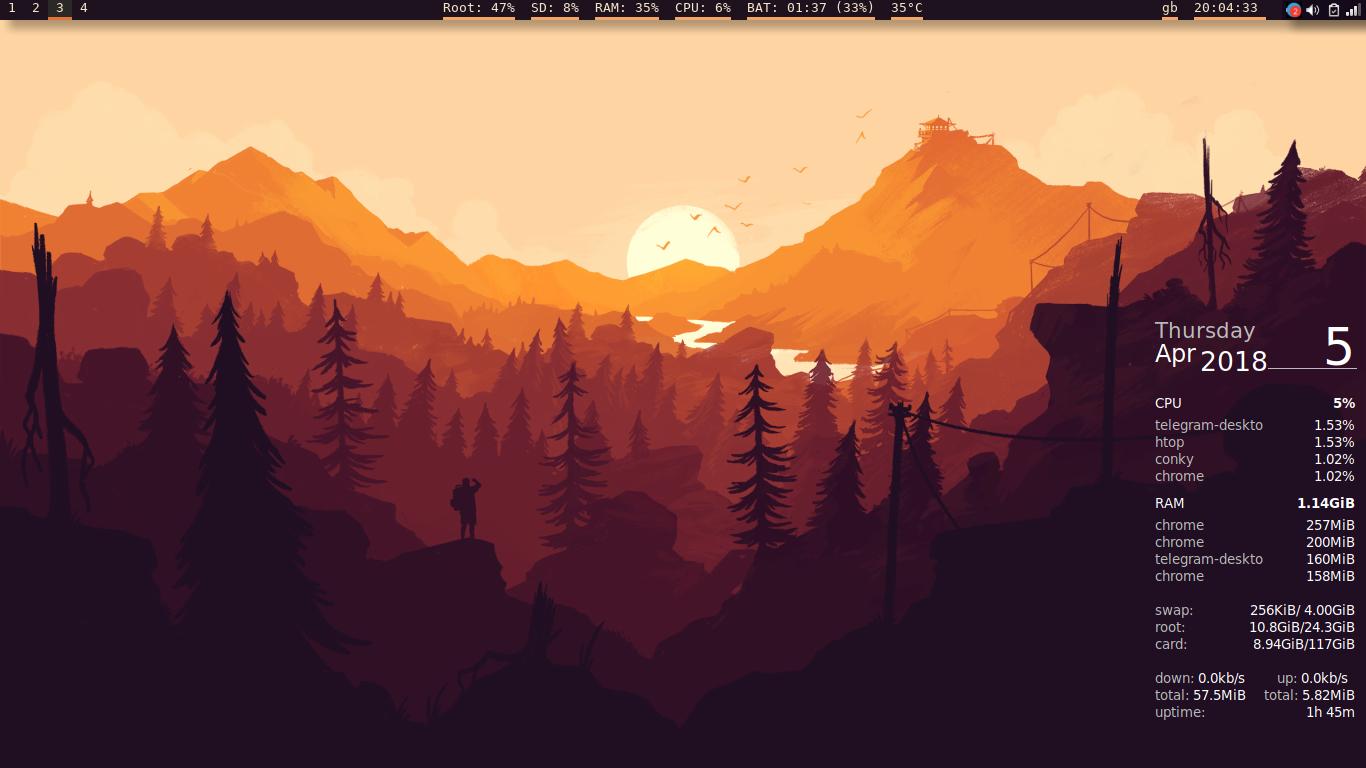 1 2 3 4 Root: 47% SD: 8% RAM: 35% CPU: 6% BAT: 01:37 (33%) 35°C gb 20:04:33 2
Thursday
Apr 2018 5
CPU 5%
telegram-deskto 1.53%
htop 1.53%
conky 1.02%
chrome 1.02%
RAM 1.14GiB
chrome 257MiB
chrome 200MiB
telegram-deskto 160MiB
chrome 158MiB
swap: 256KiB/ 4.00GiB
root: 10.8GiB/24.3GiB
card: 8.94GiB/117GiB
down: 0.0kb/s up: 0.0kb/s
total: 57.5MiB total: 5.82MiB
uptime: 1h 45m